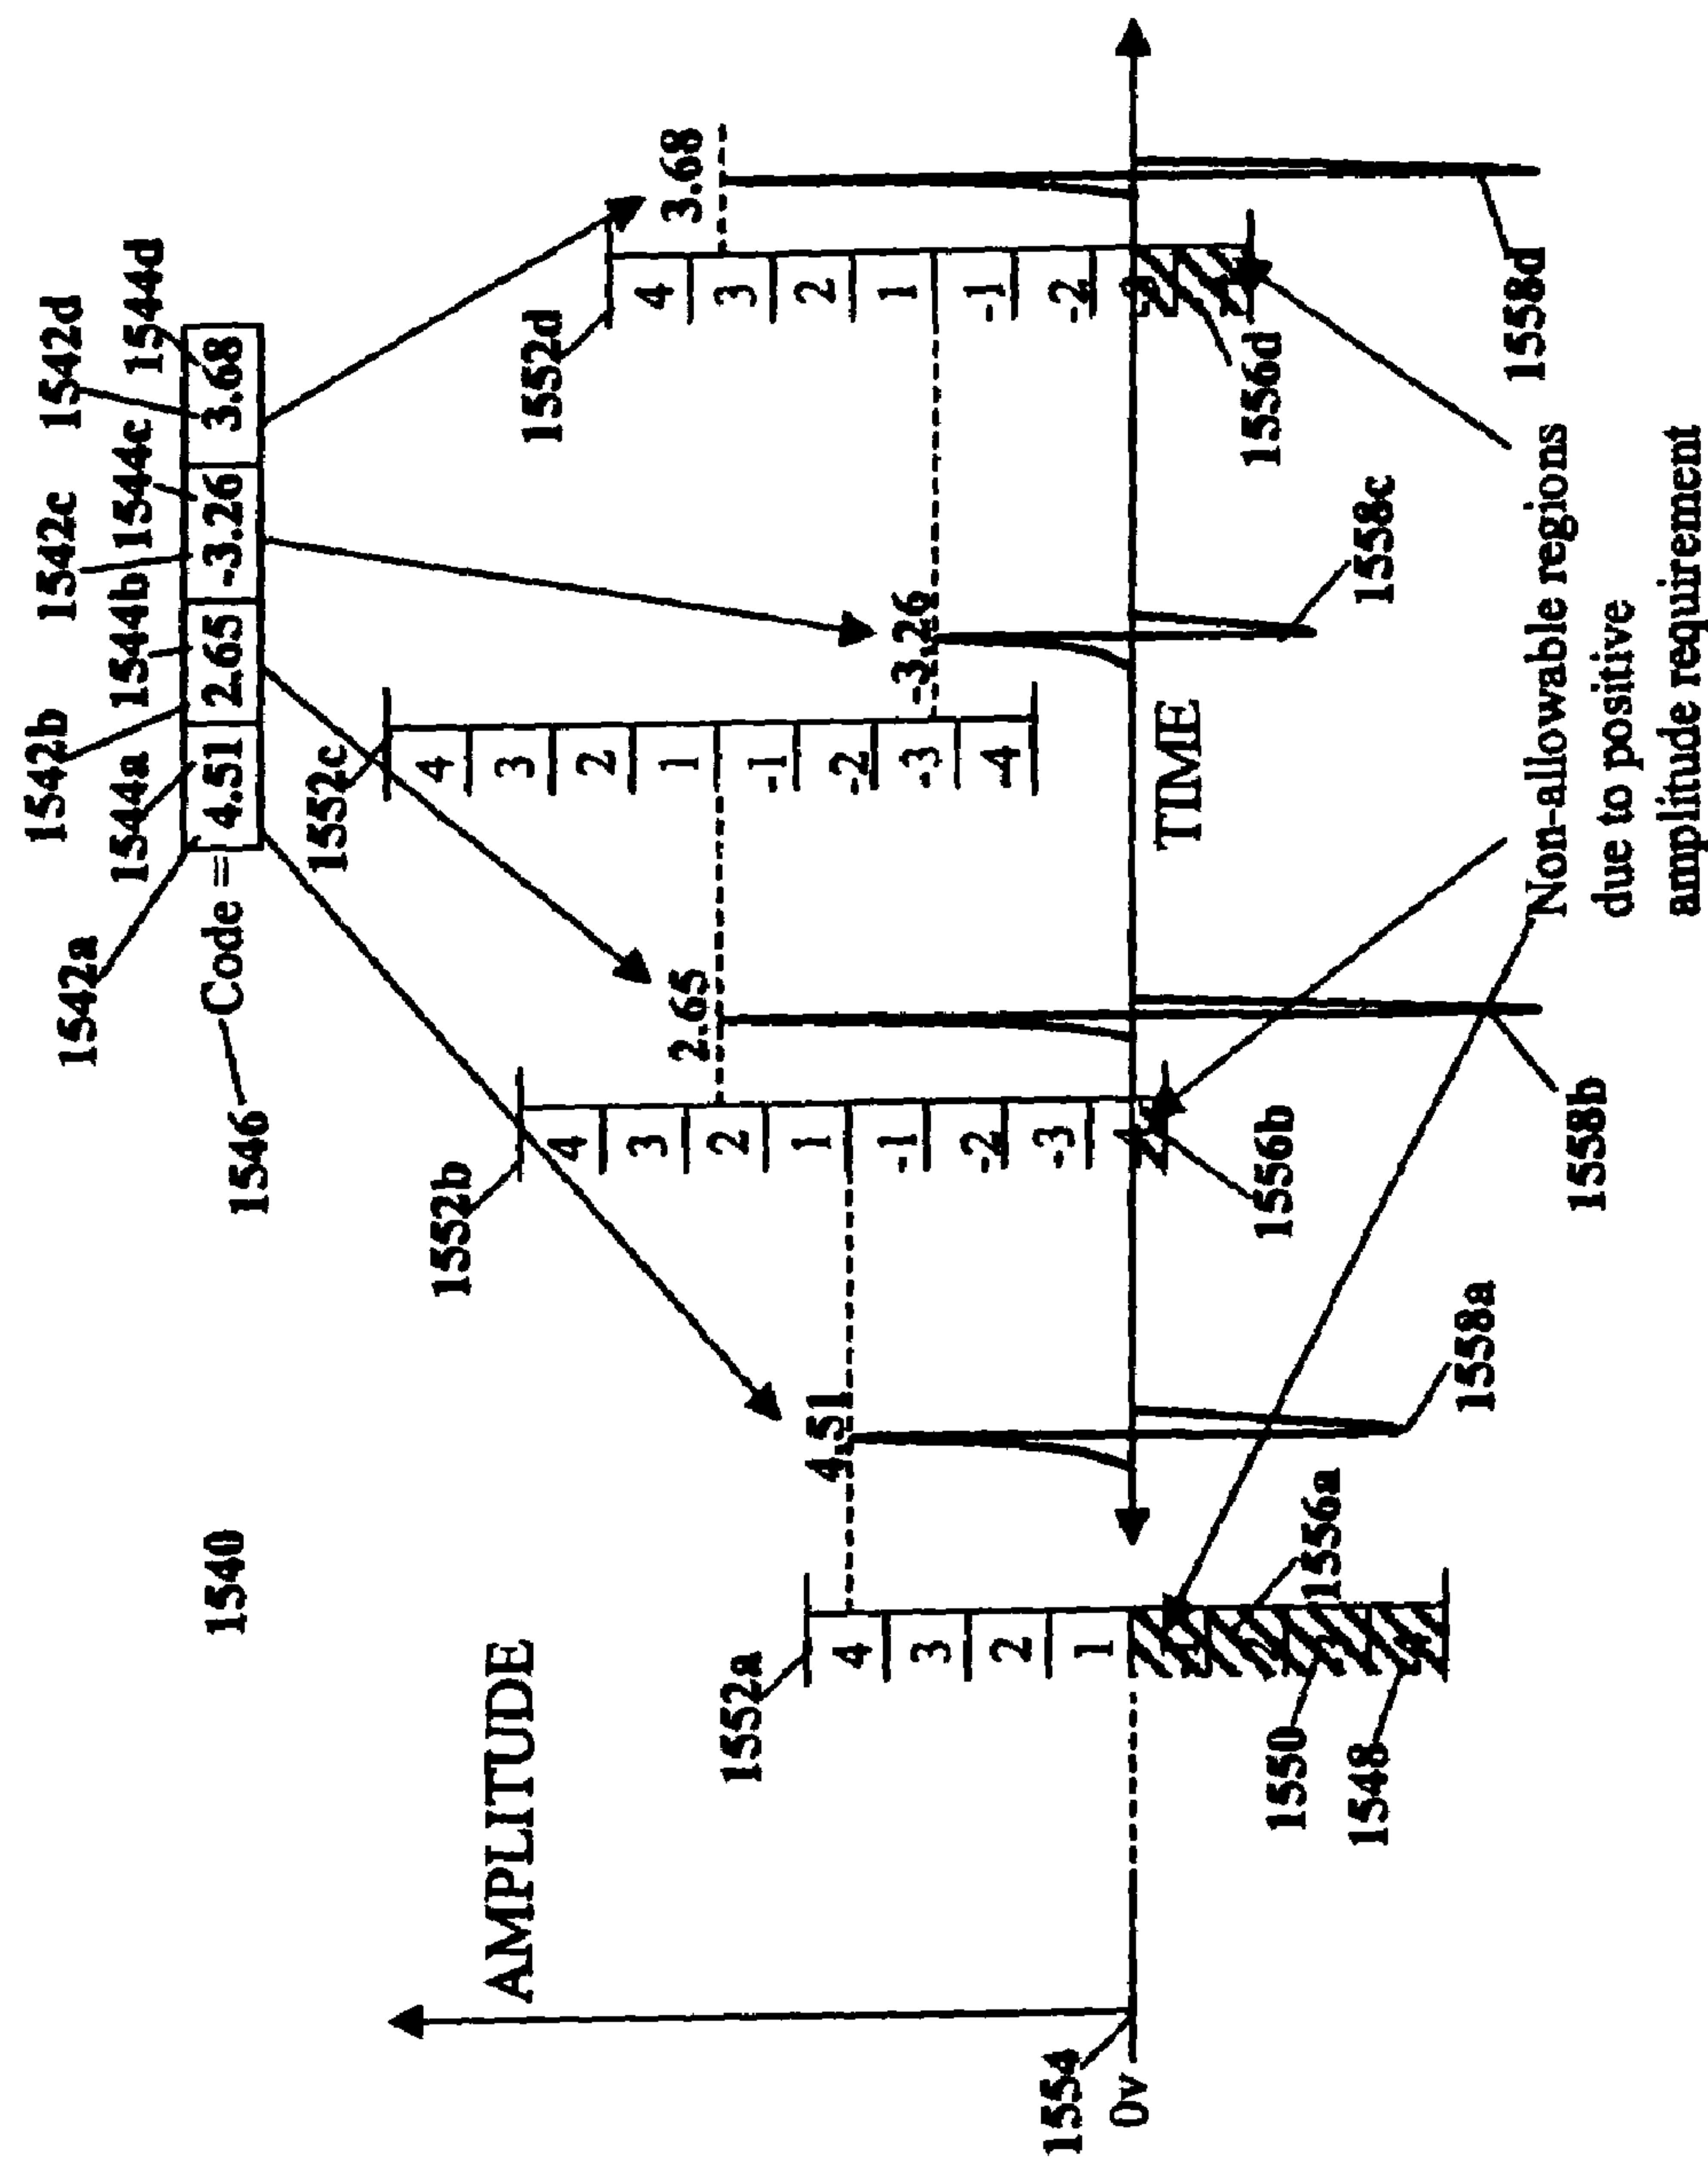 1542a
1542b
1542c
1542d
1544a
1544b
1544c
1544d
1540
Code = 4.51 2.65 -3.26 3.68
1546
AMPLITUDE
1552a
4
3
2
1
4.51
1552b
4
3
2
1
-1
-2
-3
2.65
1552c
4
3
2
1
-1
-2
-3
-4
-3.26
1552d
4
3
2
1
-1
-2
3.68
1554
0v
TIME
1550
1548
1556a
1556b
1556d
1558a
1558b
1558c
1558d
Non-allowable regions
due to positive
amplitude requirement